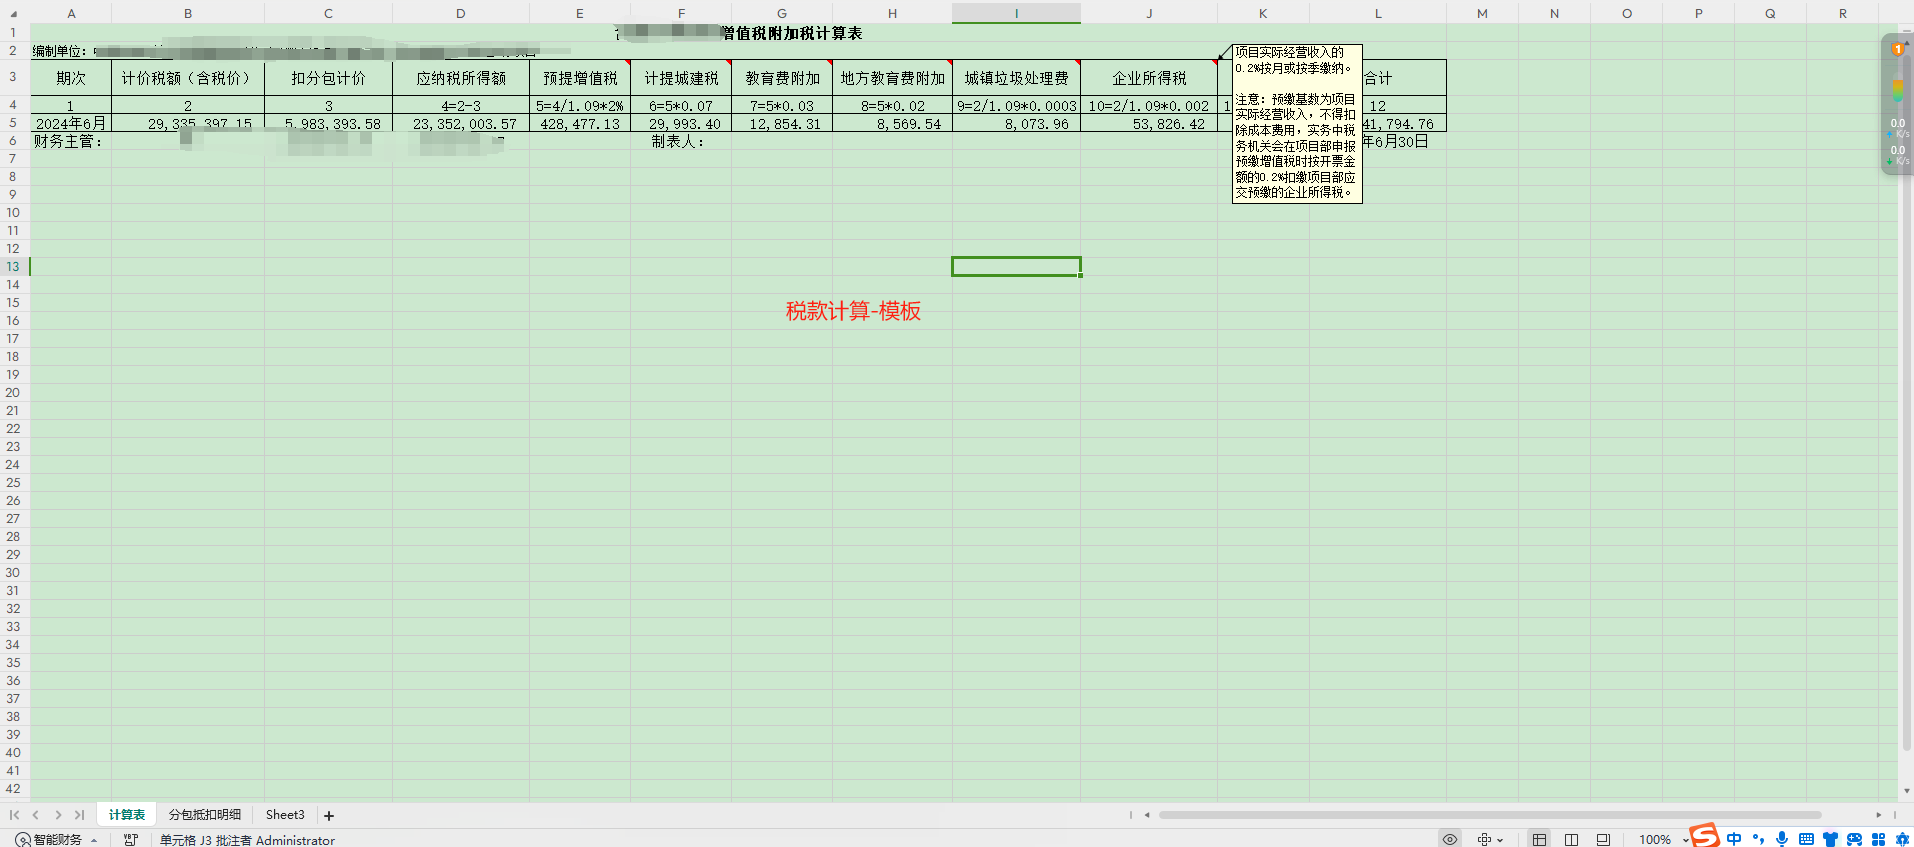 A B C D E F G H I J K L M N O P Q R
1 增值税附加税计算表
2 编制单位：
3 期次 计价税额（含税价） 扣分包计价 应纳税所得额 预提增值税 计提城建税 教育费附加 地方教育费附加 城镇垃圾处理费 企业所得税 合计
4 1 2 3 4=2-3 5=4/1.09*2% 6=5*0.07 7=5*0.03 8=5*0.02 9=2/1.09*0.0003 10=2/1.09*0.002 1 12
5 2024年6月 29,335,397.15 5,983,393.58 23,352,003.57 428,477.13 29,993.40 12,854.31 8,569.54 8,073.96 53,826.42 41,794.76
6 财务主管： 制表人： 年6月30日
项目实际经营收入的
0.2%按月或按季缴纳。
注意：预缴基数为项目
实际经营收入，不得扣
除成本费用，实务中税
务机关会在项目部申报
预缴增值税时按开票金
额的0.2%扣缴项目部应
交预缴的企业所得税。
7
8
9
10
11
12
13
14
15
税款计算-模板
16
17
18
19
20
21
22
23
24
25
26
27
28
29
30
31
32
33
34
35
36
37
38
39
40
41
42
1
0.0
K/s
0.0
K/s
计算表 分包抵扣明细 Sheet3 +
智能财务 单元格 J3 批注者 Administrator 100% S 中